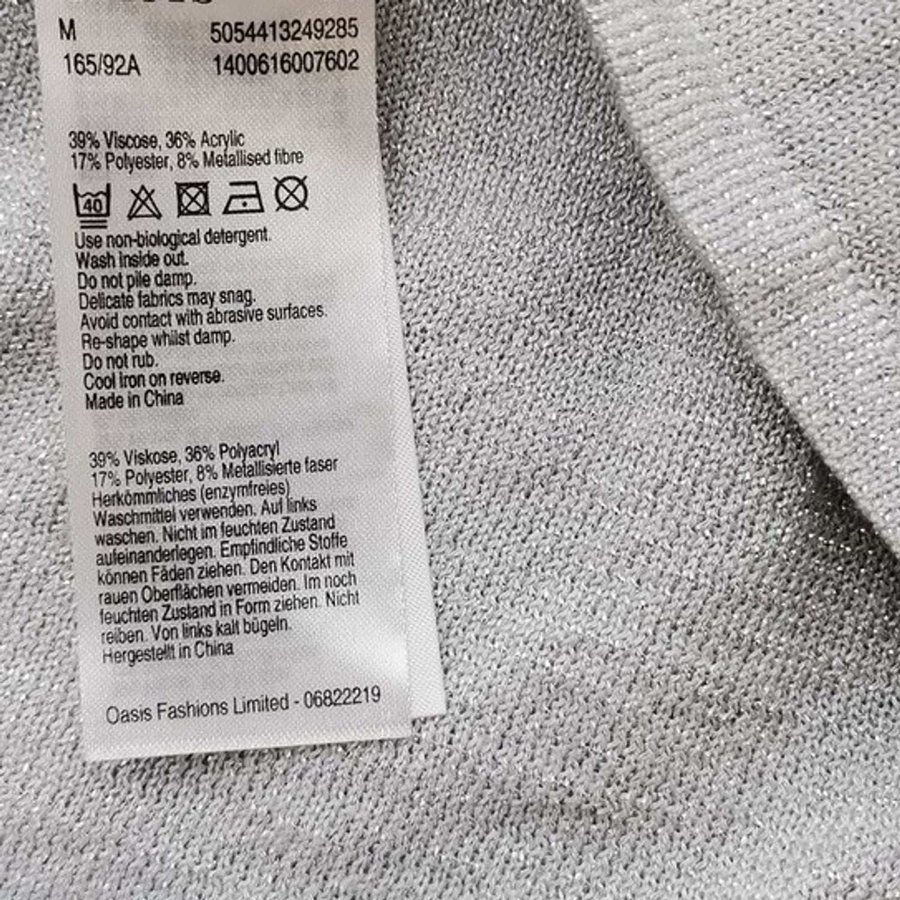 M 5054413249285
165/92A 1400616007602
39% Viscose, 36% Acrylic
17% Polyester, 8% Metallised fibre
40
Use non-biological detergent.
Wash inside out.
Do not pile damp.
Delicate fabrics may snag.
Avoid contact with abrasive surfaces.
Re-shape whilst damp.
Do not rub.
Cool Iron on reverse.
Made in China
39% Viskose, 36% Polyacryl
17% Polyester, 8% Metallisierte faser
Herkömmliches (enzymfreies)
Waschmittel verwenden. Auf links
waschen. Nicht im feuchten Zustand
aufeinanderlegen. Empfindliche Stoffe
können Fäden ziehen. Den Kontakt mit
rauen Oberflächen vermeiden. Im noch
feuchten Zustand in Form ziehen. Nicht
reiben. Von links kalt bügeln.
Hergestellt in China
Oasis Fashions Limited - 06822219